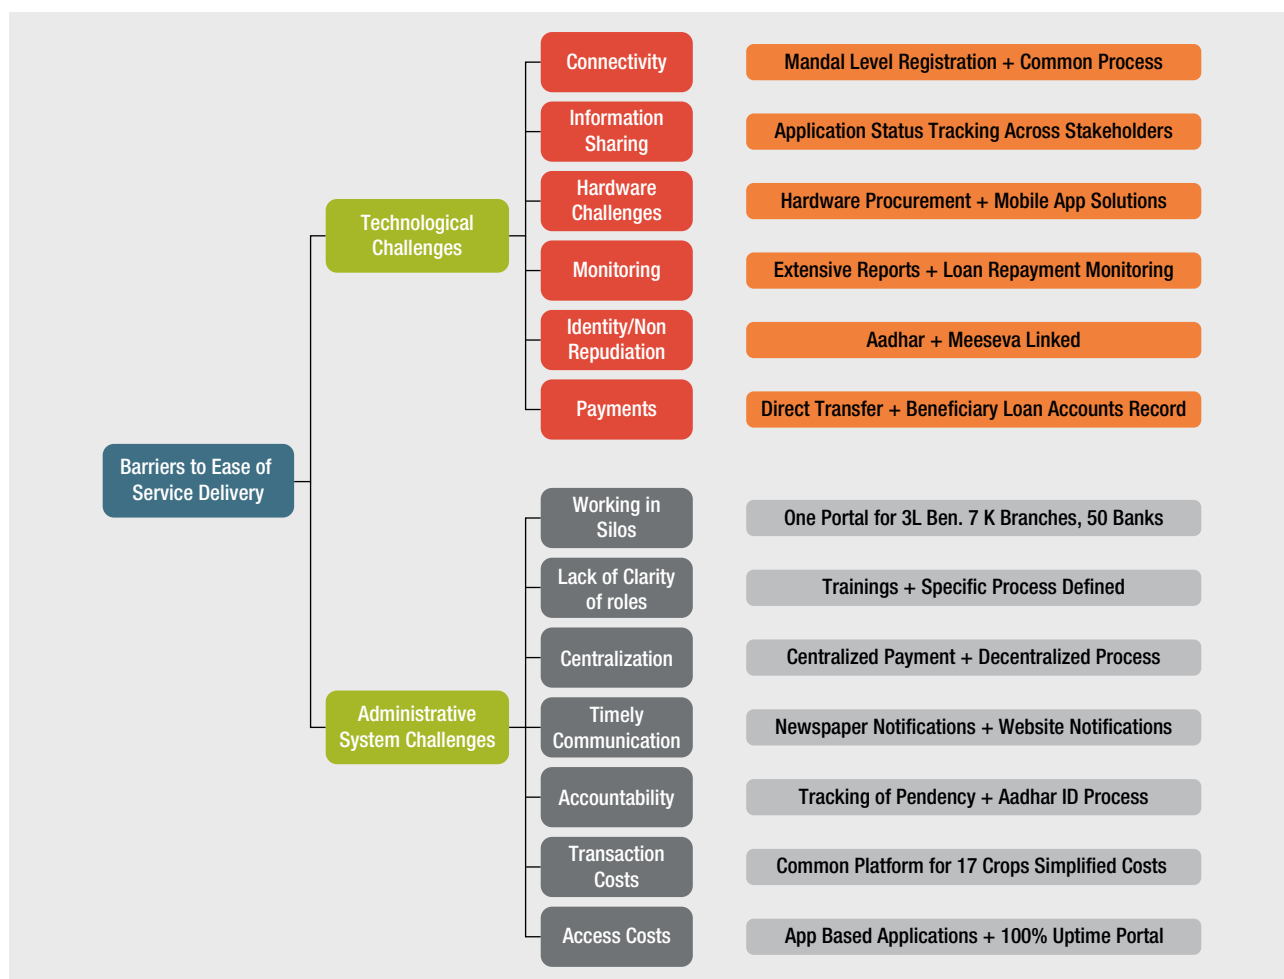 Barriers to Ease of
Service Delivery
Technological
Challenges
Connectivity
Mandal Level Registration + Common Process
Information
Sharing
Application Status Tracking Across Stakeholders
Hardware
Challenges
Hardware Procurement + Mobile App Solutions
Monitoring
Extensive Reports + Loan Repayment Monitoring
Identity/Non
Repudiation
Aadhar + Meeseva Linked
Payments
Direct Transfer + Beneficiary Loan Accounts Record
Administrative
System Challenges
Working in
Silos
One Portal for 3L Ben. 7 K Branches, 50 Banks
Lack of Clarity
of roles
Trainings + Specific Process Defined
Centralization
Centralized Payment + Decentralized Process
Timely
Communication
Newspaper Notifications + Website Notifications
Accountability
Tracking of Pendency + Aadhar ID Process
Transaction
Costs
Common Platform for 17 Crops Simplified Costs
Access Costs
App Based Applications + 100% Uptime Portal